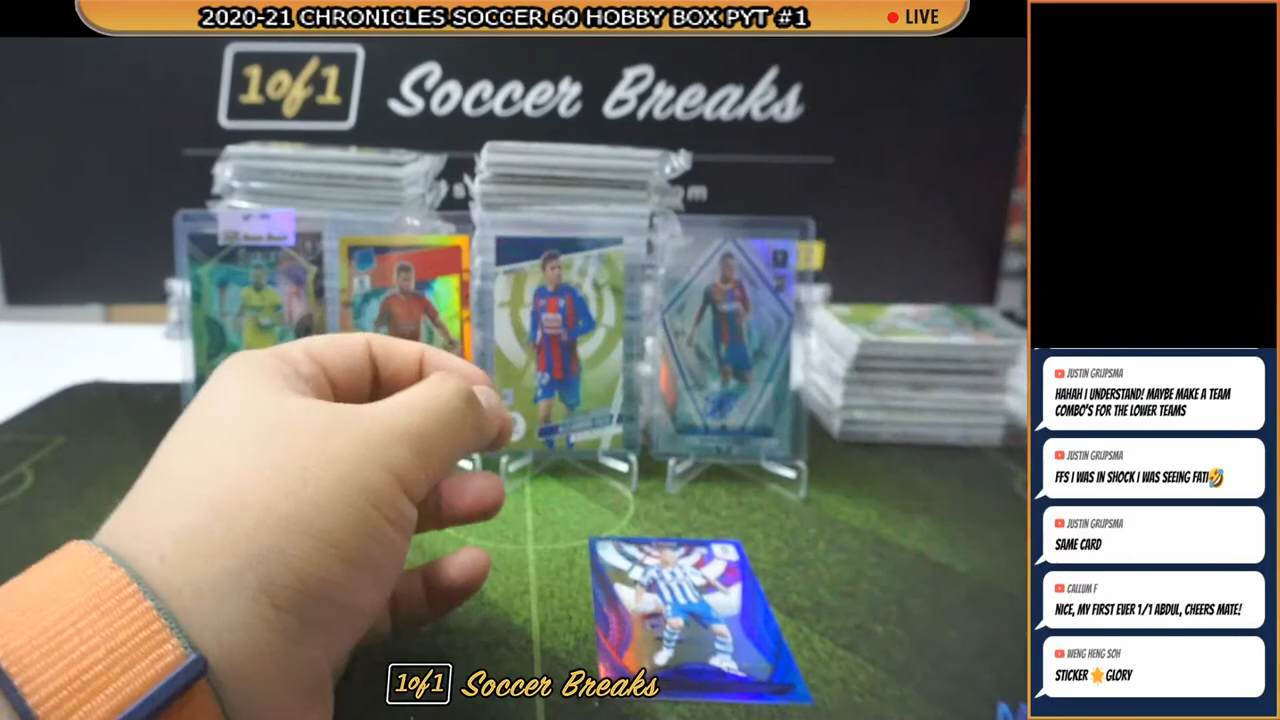 2020-21 CHRONICLES SOCCER 60 HOBBY BOX PYT #1
LIVE
1of1 Soccer Breaks
JUSTIN GRIJPSMA
HAHAH I UNDERSTAND! MAYBE MAKE A TEAM
COMBO'S FOR THE LOWER TEAMS
JUSTIN GRIJPSMA
FFS I WAS IN SHOCK I WAS SEEING FATI🤣
JUSTIN GRIJPSMA
SAME CARD
CALLUM F
NICE, MY FIRST EVER 1/1 ABDUL, CHEERS MATE!
WENG HENG SOH
STICKER 🌟 GLORY
1of1 Soccer Breaks